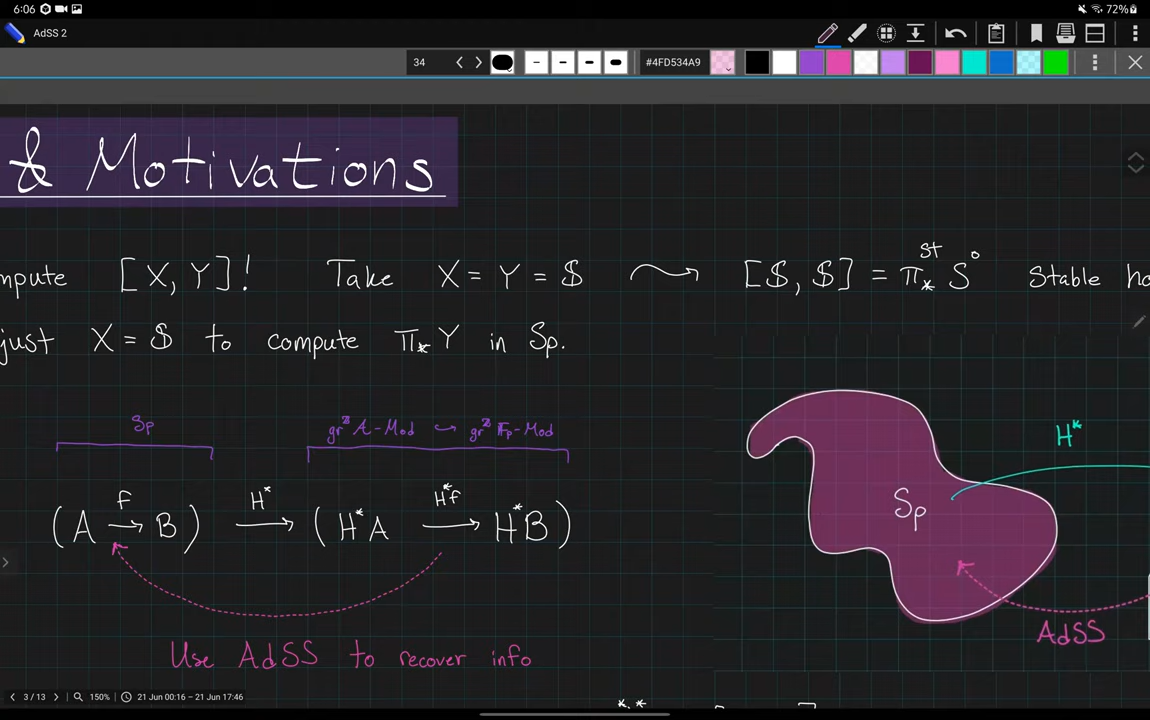 6:06
72%
AdSS 2
34
#4FD534A9
& Motivations
mpute [X, Y]! Take X = Y = $ ⇝ [$, $] = π_*^st S^0 Stable ho
just X = $ to compute π_* Y in Sp.
Sp
gr^Z A-Mod → gr^Z F_p-Mod
H*
(A f→ B) H*→ (H*A H*f→ H*B)
Sp
AdSS
Use AdSS to recover info
*,*
3 / 13
150%
21 Jun 00:16 – 21 Jun 17:46